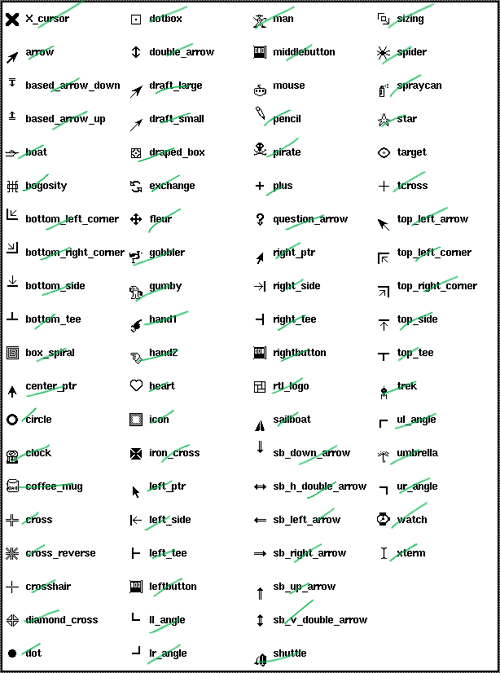 X_cursor
arrow
based_arrow_down
based_arrow_up
boat
bogosity
bottom_left_corner
bottom_right_corner
bottom_side
bottom_tee
box_spiral
center_ptr
circle
clock
coffee_mug
cross
cross_reverse
crosshair
diamond_cross
dot
dotbox
double_arrow
draft_large
draft_small
draped_box
exchange
fleur
gobbler
gumby
hand1
hand2
heart
icon
iron_cross
left_ptr
left_side
left_tee
leftbutton
ll_angle
lr_angle
man
middlebutton
mouse
pencil
pirate
plus
question_arrow
right_ptr
right_side
right_tee
rightbutton
rtl_logo
sailboat
sb_down_arrow
sb_h_double_arrow
sb_left_arrow
sb_right_arrow
sb_up_arrow
sb_v_double_arrow
shuttle
sizing
spider
spraycan
star
target
tcross
top_left_arrow
top_left_corner
top_right_corner
top_side
top_tee
trek
ul_angle
umbrella
ur_angle
watch
xterm